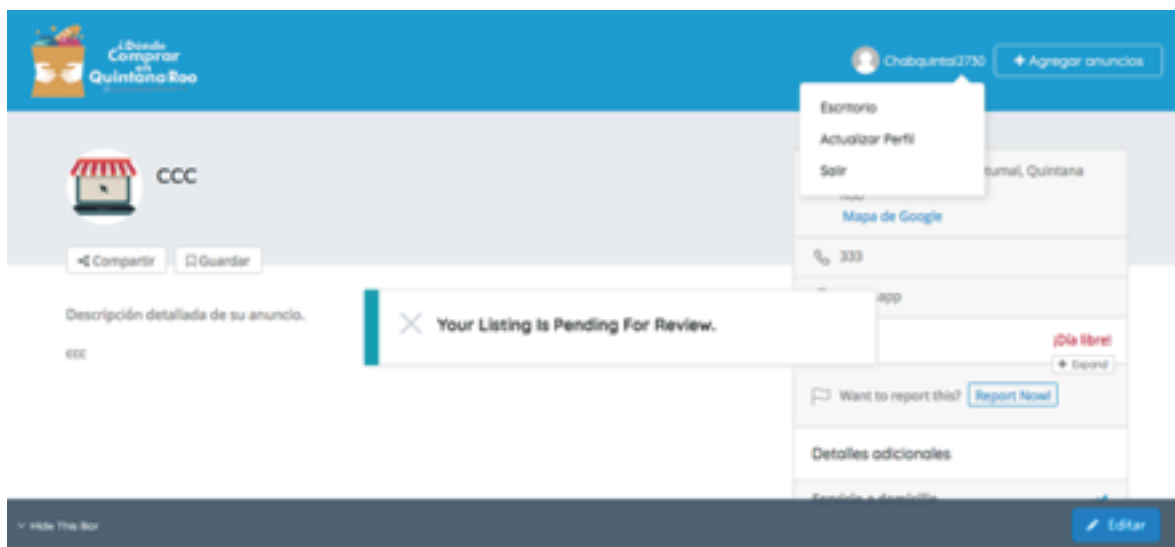 ¿Dónde
Comprar
en
Quintana Roo
Chabquintal2730
+ Agregar anuncios
Escritorio
Actualizar Perfil
Salir
ccc
tumal, Quintana
Mapa de Google
Compartir
Guardar
333
app
Descripción detallada de su anuncio.
Your Listing Is Pending For Review.
¡Día libre!
ccc
+ Expand
Want to report this? Report Now!
Detalles adicionales
Servicio a domicilio
Hide This Bar
Editar